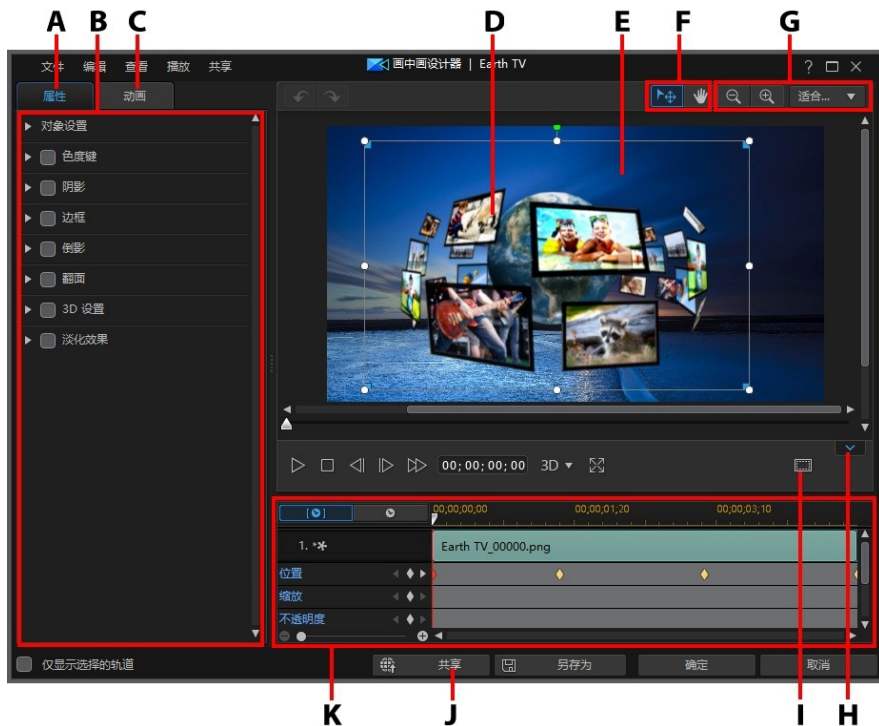 A B C D E F G
文件 编辑 查看 播放 共享 画中画设计器 | Earth TV ?
属性 动画 适合...
对象设置
色度键
阴影
边框
倒影
翻面
3D 设置
淡化效果
00;00;00;00 3D
00;00;00;00 00;00;01;20 00;00;03;10
1. Earth TV_00000.png
位置
缩放
不透明度
仅显示选择的轨道 共享 另存为 确定 取消
K J I H